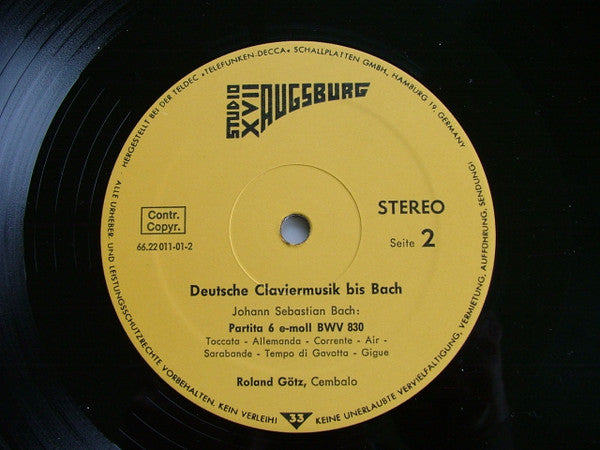 HERGESTELLT BEI DER TELDEC »TELEFUNKEN-DECCA« SCHALLPLATTEN GMBH, HAMBURG 19, GERMANY
STUDIO
XVII
AUGSBURG
Contr.
Copyr.
66.22 011-01-2
STEREO
Seite 2
Deutsche Claviermusik bis Bach
Johann Sebastian Bach:
Partita 6 e-moll BWV 830
Toccata - Allemanda - Corrente - Air -
Sarabande - Tempo di Gavotta - Gigue
Roland Götz, Cembalo
ALLE URHEBER- UND LEISTUNGSSCHUTZRECHTE VORBEHALTEN. KEIN VERLEIH!
33
KEINE UNERLAUBTE VERVIELFÄLTIGUNG, VERMIETUNG, AUFFÜHRUNG, SENDUNG!